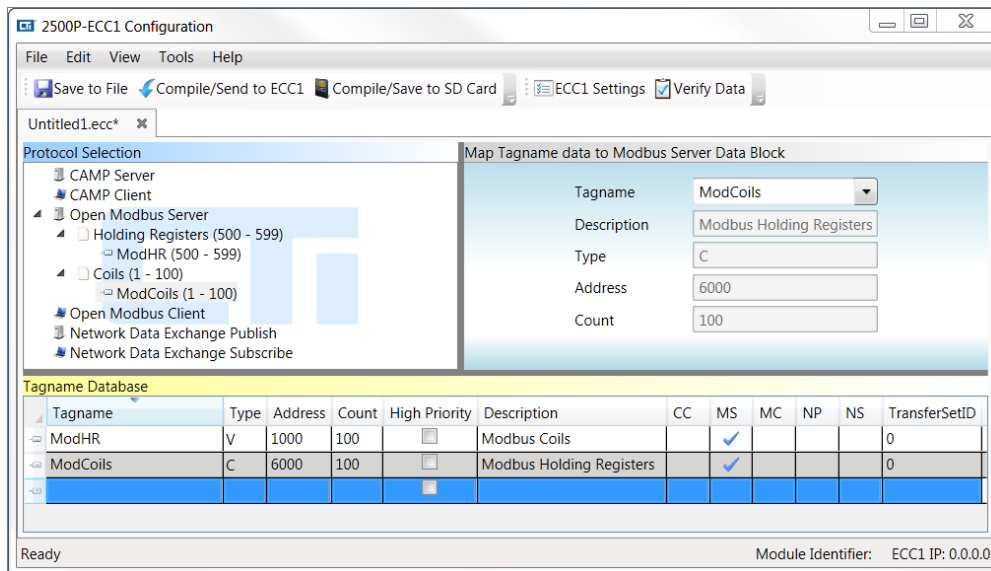 CTI 2500P-ECC1 Configuration
File Edit View Tools Help
Save to File Compile/Send to ECC1 Compile/Save to SD Card ECC1 Settings Verify Data
Untitled1.ecc*
Protocol Selection
CAMP Server
CAMP Client
Open Modbus Server
Holding Registers (500 - 599)
ModHR (500 - 599)
Coils (1 - 100)
ModCoils (1 - 100)
Open Modbus Client
Network Data Exchange Publish
Network Data Exchange Subscribe
Map Tagname data to Modbus Server Data Block
Tagname ModCoils
Description Modbus Holding Registers
Type C
Address 6000
Count 100
Tagname Database
Tagname Type Address Count High Priority Description CC MS MC NP NS TransferSetID
ModHR V 1000 100 Modbus Coils 0
ModCoils C 6000 100 Modbus Holding Registers 0
Ready Module Identifier: ECC1 IP: 0.0.0.0